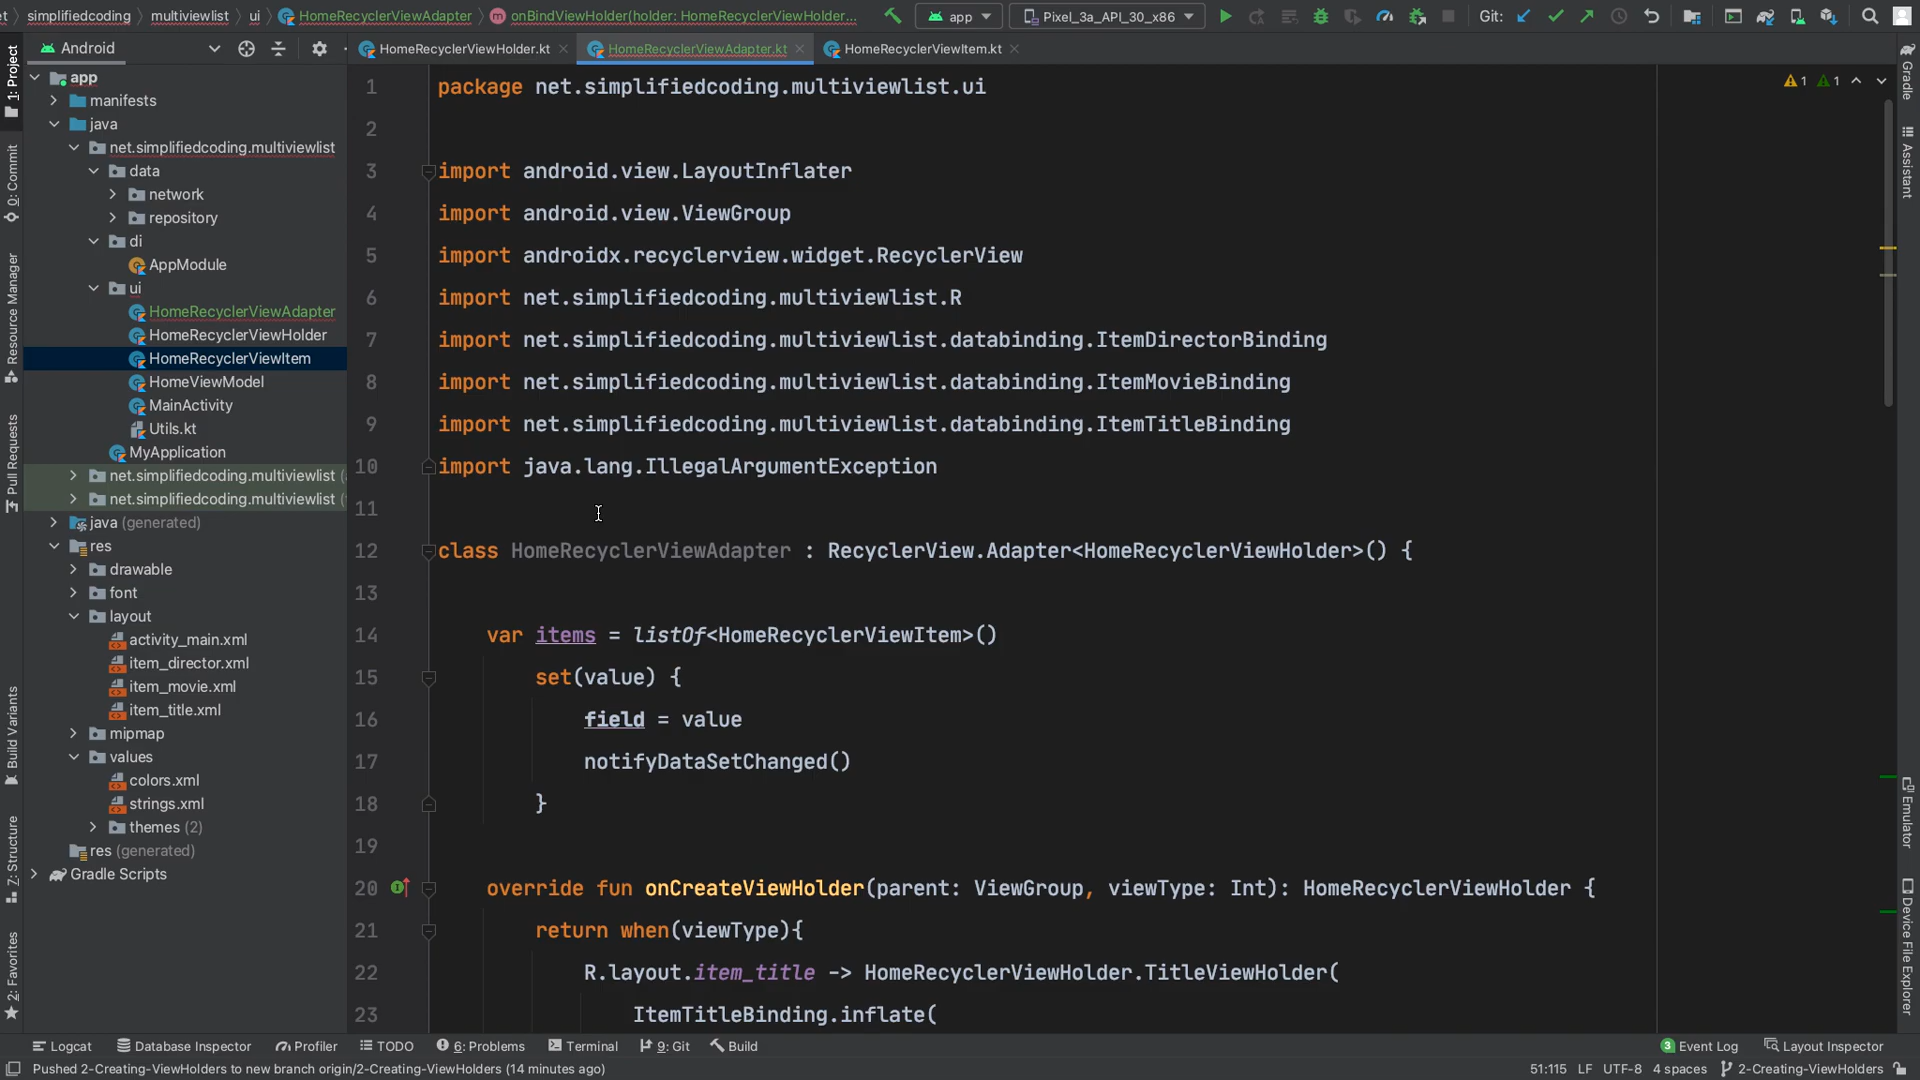 simplifiedcoding multiviewlist ui HomeRecyclerViewAdapter onBindViewHolder(holder: HomeRecyclerViewHolder... app Pixel_3a_API_30_x86 Git:
Android HomeRecyclerViewHolder.kt HomeRecyclerViewAdapter.kt HomeRecyclerViewItem.kt
1: Project
0: Commit
Resource Manager
Pull Requests
Build Variants
7: Structure
2: Favorites
app
manifests
java
net.simplifiedcoding.multiviewlist
data
network
repository
di
AppModule
ui
HomeRecyclerViewAdapter
HomeRecyclerViewHolder
HomeRecyclerViewItem
HomeViewModel
MainActivity
Utils.kt
MyApplication
net.simplifiedcoding.multiviewlist
net.simplifiedcoding.multiviewlist
java (generated)
res
drawable
font
layout
activity_main.xml
item_director.xml
item_movie.xml
item_title.xml
mipmap
values
colors.xml
strings.xml
themes (2)
res (generated)
Gradle Scripts
1 package net.simplifiedcoding.multiviewlist.ui
2
3 import android.view.LayoutInflater
4 import android.view.ViewGroup
5 import androidx.recyclerview.widget.RecyclerView
6 import net.simplifiedcoding.multiviewlist.R
7 import net.simplifiedcoding.multiviewlist.databinding.ItemDirectorBinding
8 import net.simplifiedcoding.multiviewlist.databinding.ItemMovieBinding
9 import net.simplifiedcoding.multiviewlist.databinding.ItemTitleBinding
10 import java.lang.IllegalArgumentException
11
12 class HomeRecyclerViewAdapter : RecyclerView.Adapter<HomeRecyclerViewHolder>() {
13
14 var items = listOf<HomeRecyclerViewItem>()
15 set(value) {
16 field = value
17 notifyDataSetChanged()
18 }
19
20 override fun onCreateViewHolder(parent: ViewGroup, viewType: Int): HomeRecyclerViewHolder {
21 return when(viewType){
22 R.layout.item_title -> HomeRecyclerViewHolder.TitleViewHolder(
23 ItemTitleBinding.inflate(
1 1
Gradle
Assistant
Emulator
Device File Explorer
Logcat Database Inspector Profiler TODO 6: Problems Terminal 9: Git Build 3 Event Log Layout Inspector
Pushed 2-Creating-ViewHolders to new branch origin/2-Creating-ViewHolders (14 minutes ago) 51:115 LF UTF-8 4 spaces 2-Creating-ViewHolders